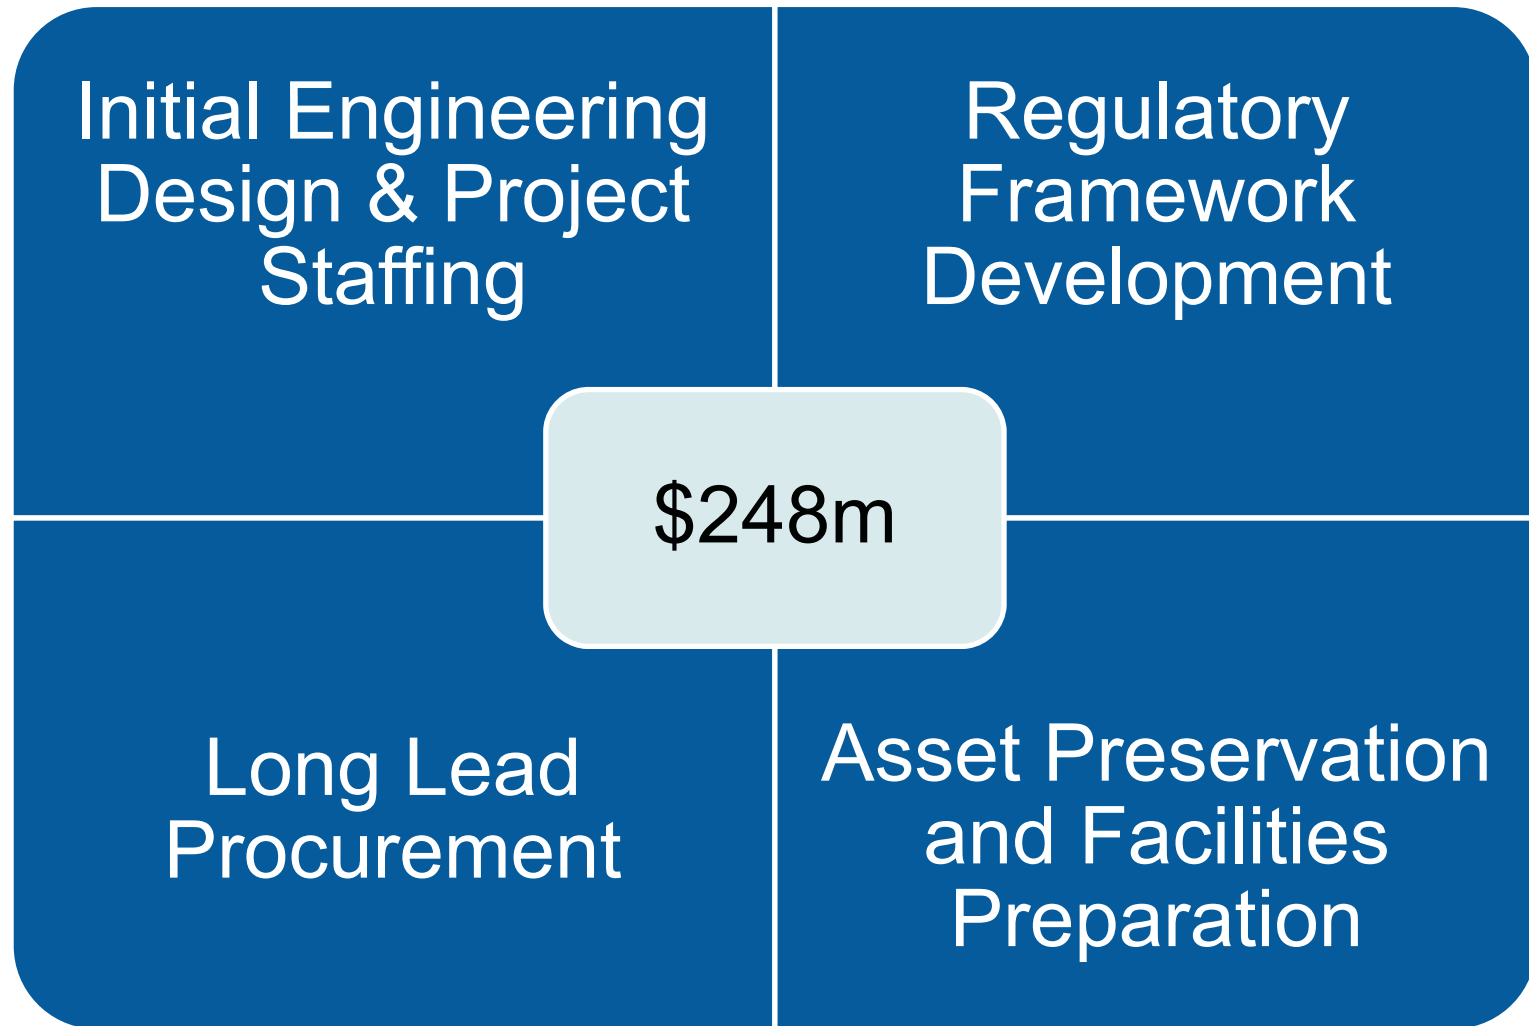 Initial Engineering
Design & Project
Staffing
Regulatory
Framework
Development
$248m
Long Lead
Procurement
Asset Preservation
and Facilities
Preparation